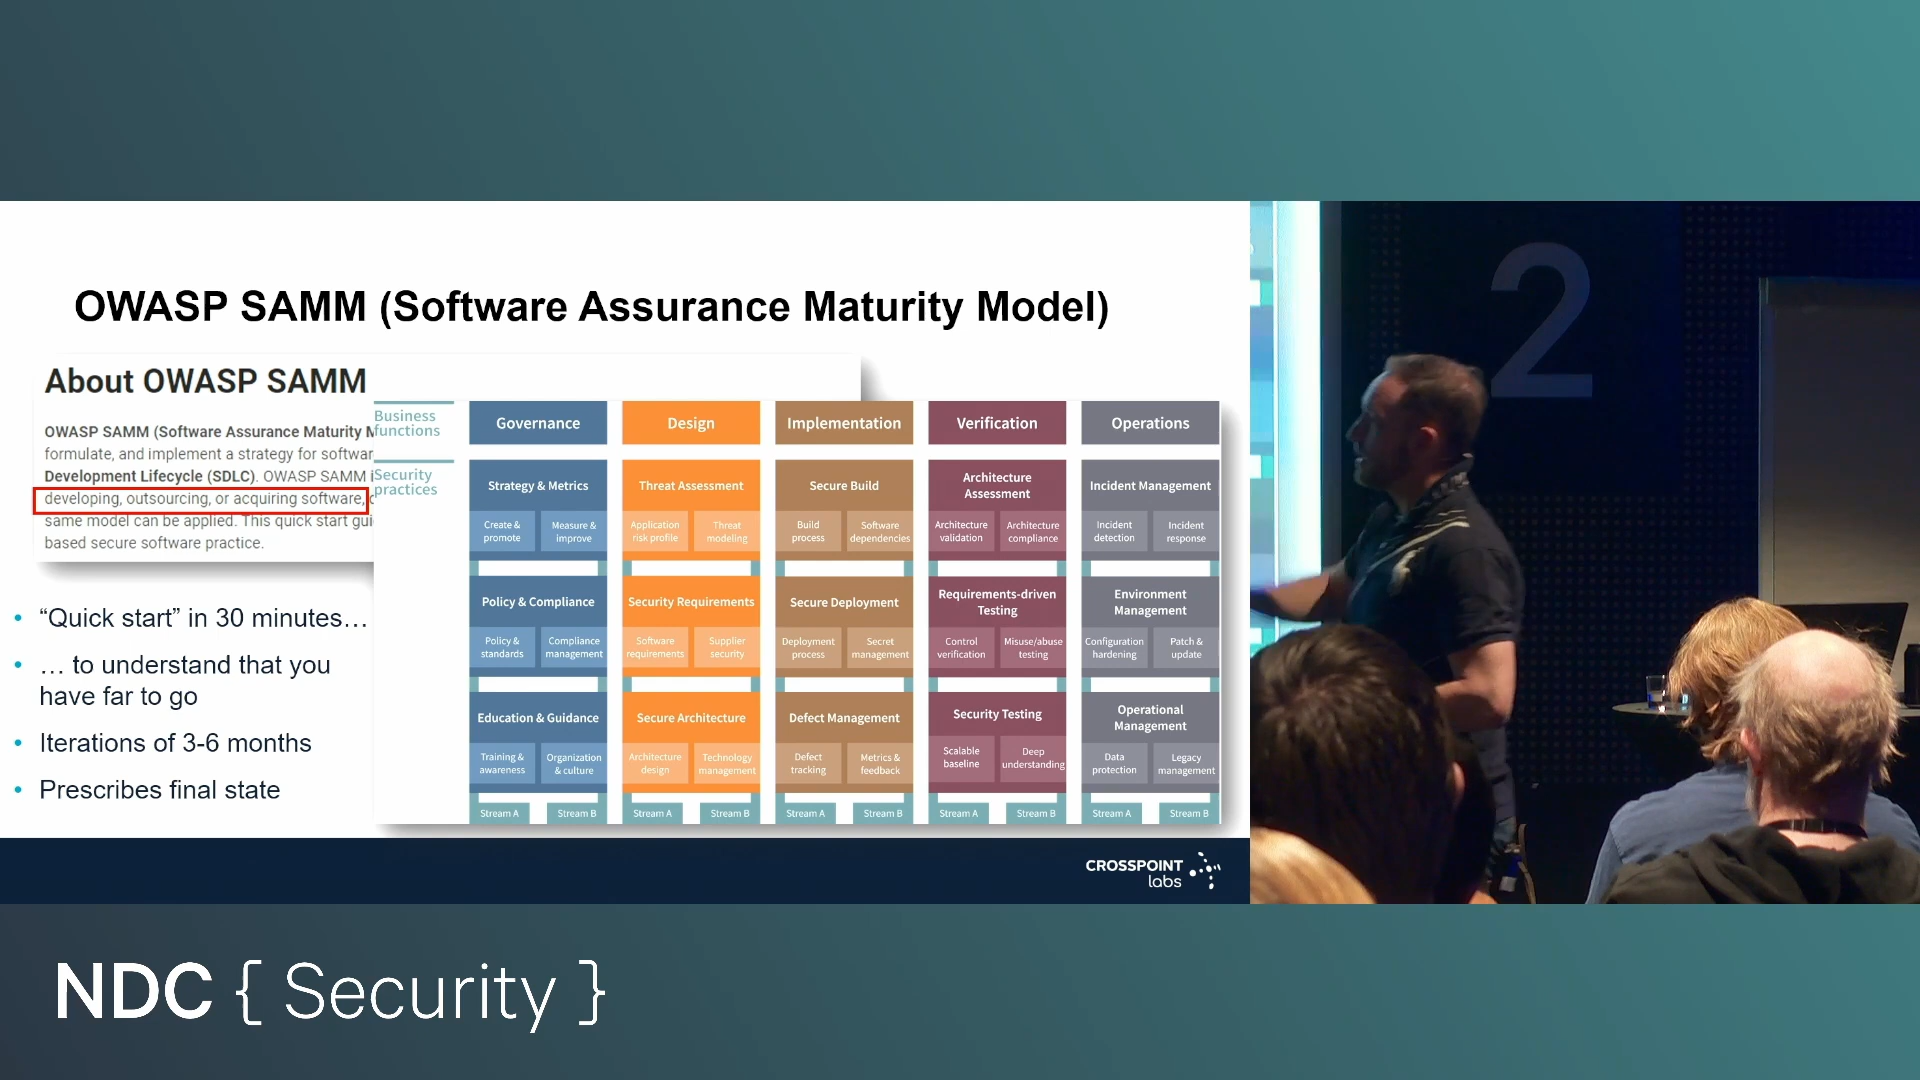 OWASP SAMM (Software Assurance Maturity Model)
About OWASP SAMM
OWASP SAMM (Software Assurance Maturity
formulate, and implement a strategy for
Development Lifecycle (SDLC). OWASP SAMM
developing, outsourcing, or acquiring software,
same model can be applied. This quick start
based secure software practice.
• “Quick start” in 30 minutes…
• … to understand that you
have far to go
• Iterations of 3-6 months
• Prescribes final state
Business
functions
Security
practices
Governance
Strategy & Metrics
Create &
promote
Measure &
improve
Policy & Compliance
Policy &
standards
Compliance
management
Education & Guidance
Training &
awareness
Organization
& culture
Stream A
Stream B
Design
Threat Assessment
Application
risk profile
Threat
modeling
Security Requirements
Software
requirements
Supplier
security
Secure Architecture
Architecture
design
Technology
management
Stream A
Stream B
Implementation
Secure Build
Build
process
Software
dependencies
Secure Deployment
Deployment
process
Secret
management
Defect Management
Defect
tracking
Metrics &
feedback
Stream A
Stream B
Verification
Architecture
Assessment
Architecture
validation
Architecture
compliance
Requirements-driven
Testing
Control
verification
Misuse/abuse
testing
Security Testing
Scalable
baseline
Deep
understanding
Stream A
Stream B
Operations
Incident Management
Incident
detection
Incident
response
Environment
Management
Configuration
hardening
Patch &
update
Operational
Management
Data
protection
Legacy
management
Stream A
Stream B
CROSSPOINT
labs
2
NDC { Security }